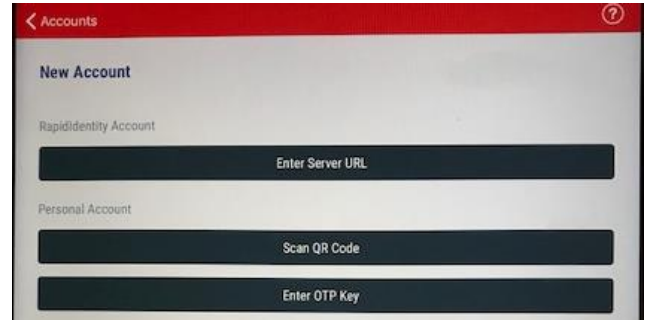 Accounts
New Account
RapidIdentity Account
Enter Server URL
Personal Account
Scan QR Code
Enter OTP Key